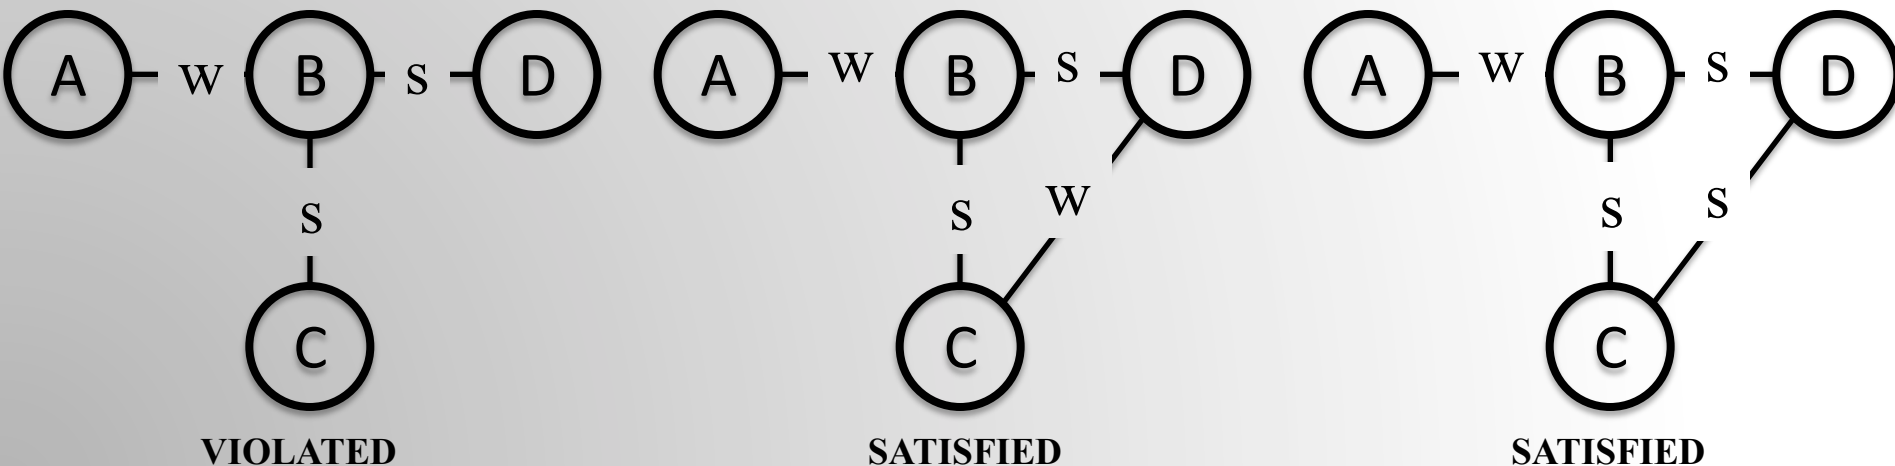 A w B s D
s
C
VIOLATED
A w B s D
s w
C
SATISFIED
A w B s D
s s
C
SATISFIED